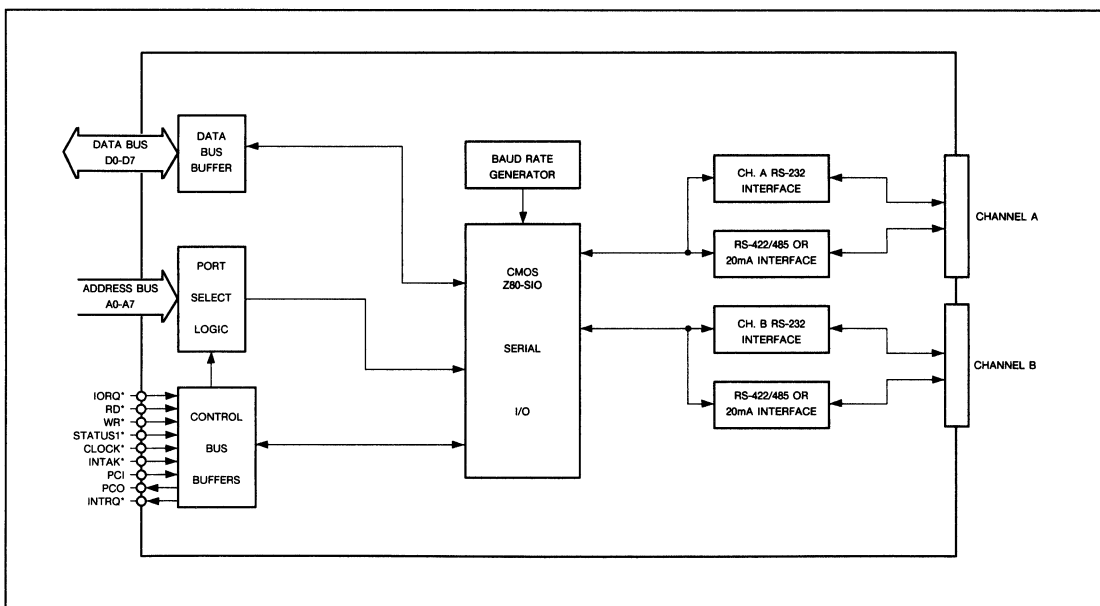 DATA BUS
D0-D7
DATA
BUS
BUFFER
BAUD RATE
GENERATOR
CH. A RS-232
INTERFACE
RS-422/485 OR
20mA INTERFACE
CHANNEL A
ADDRESS BUS
A0-A7
PORT
SELECT
LOGIC
CMOS
Z80-SIO
SERIAL
I/O
CH. B RS-232
INTERFACE
RS-422/485 OR
20mA INTERFACE
CHANNEL B
IORQ*
RD*
WR*
STATUS1*
CLOCK*
INTAK*
PCI
PCO
INTRQ*
CONTROL
BUS
BUFFERS